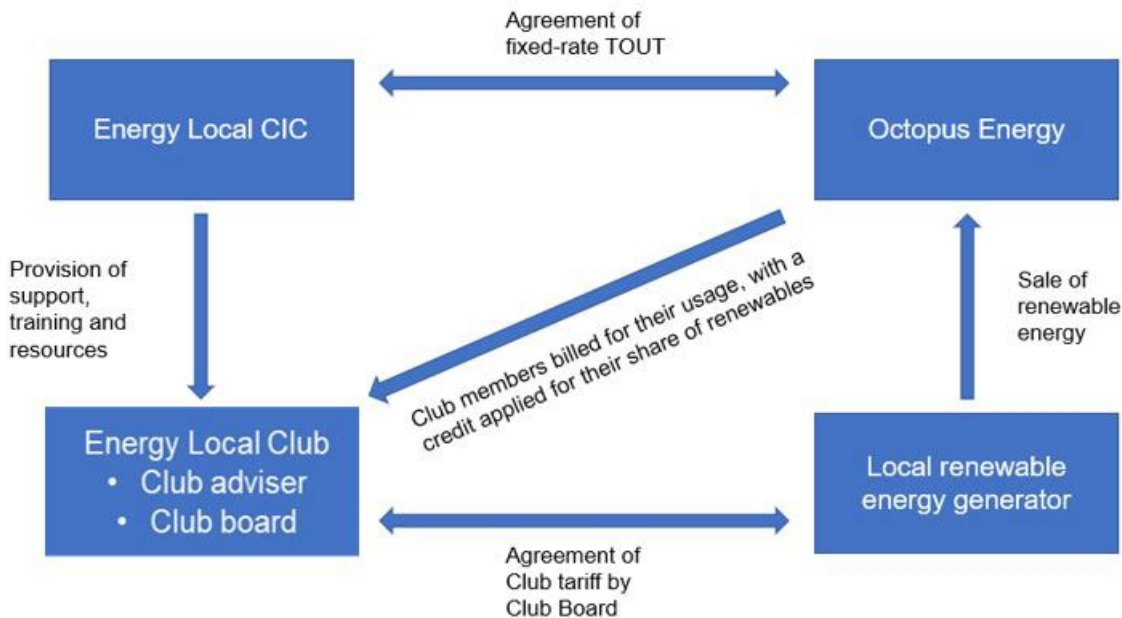 Agreement of
fixed-rate TOUT
Energy Local CIC
Octopus Energy
Provision of
support,
training and
resources
Club members billed for their usage, with a
credit applied for their share of renewables
Sale of
renewable
energy
Energy Local Club
• Club adviser
• Club board
Local renewable
energy generator
Agreement of
Club tariff by
Club Board